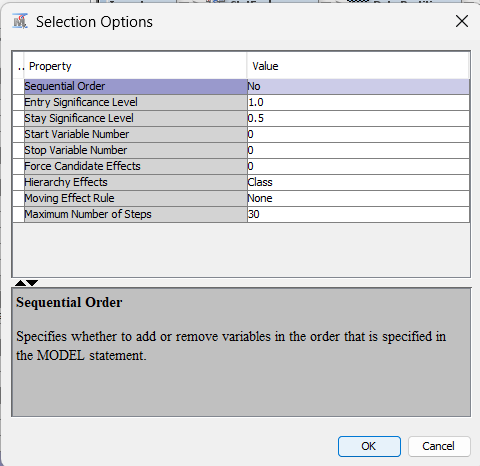 Selection Options
.. Property Value
Sequential Order No
Entry Significance Level 1.0
Stay Significance Level 0.5
Start Variable Number 0
Stop Variable Number 0
Force Candidate Effects 0
Hierarchy Effects Class
Moving Effect Rule None
Maximum Number of Steps 30
Sequential Order
Specifies whether to add or remove variables in the order that is specified in
the MODEL statement.
OK Cancel